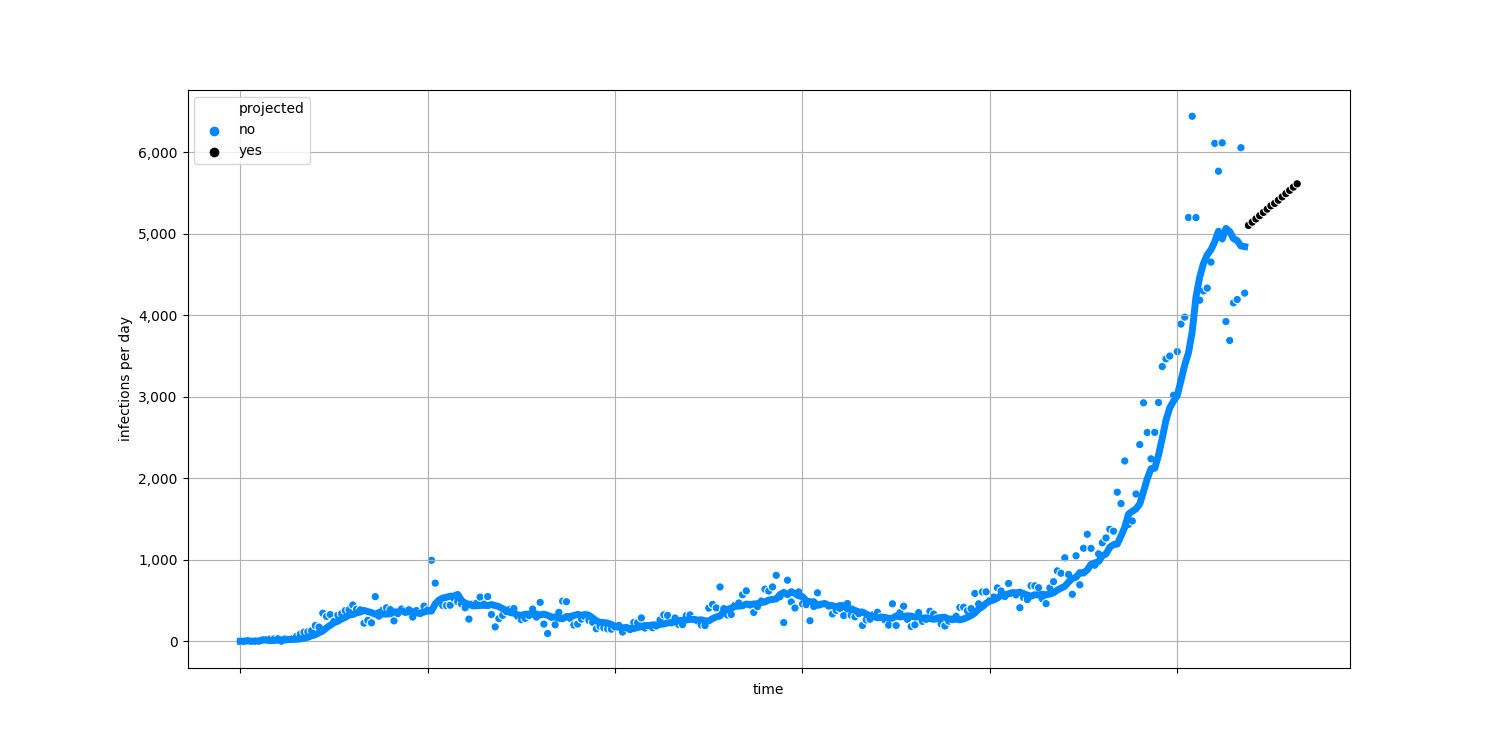 projected
no
yes
6,000
5,000
4,000
3,000
2,000
1,000
0
infections per day
time